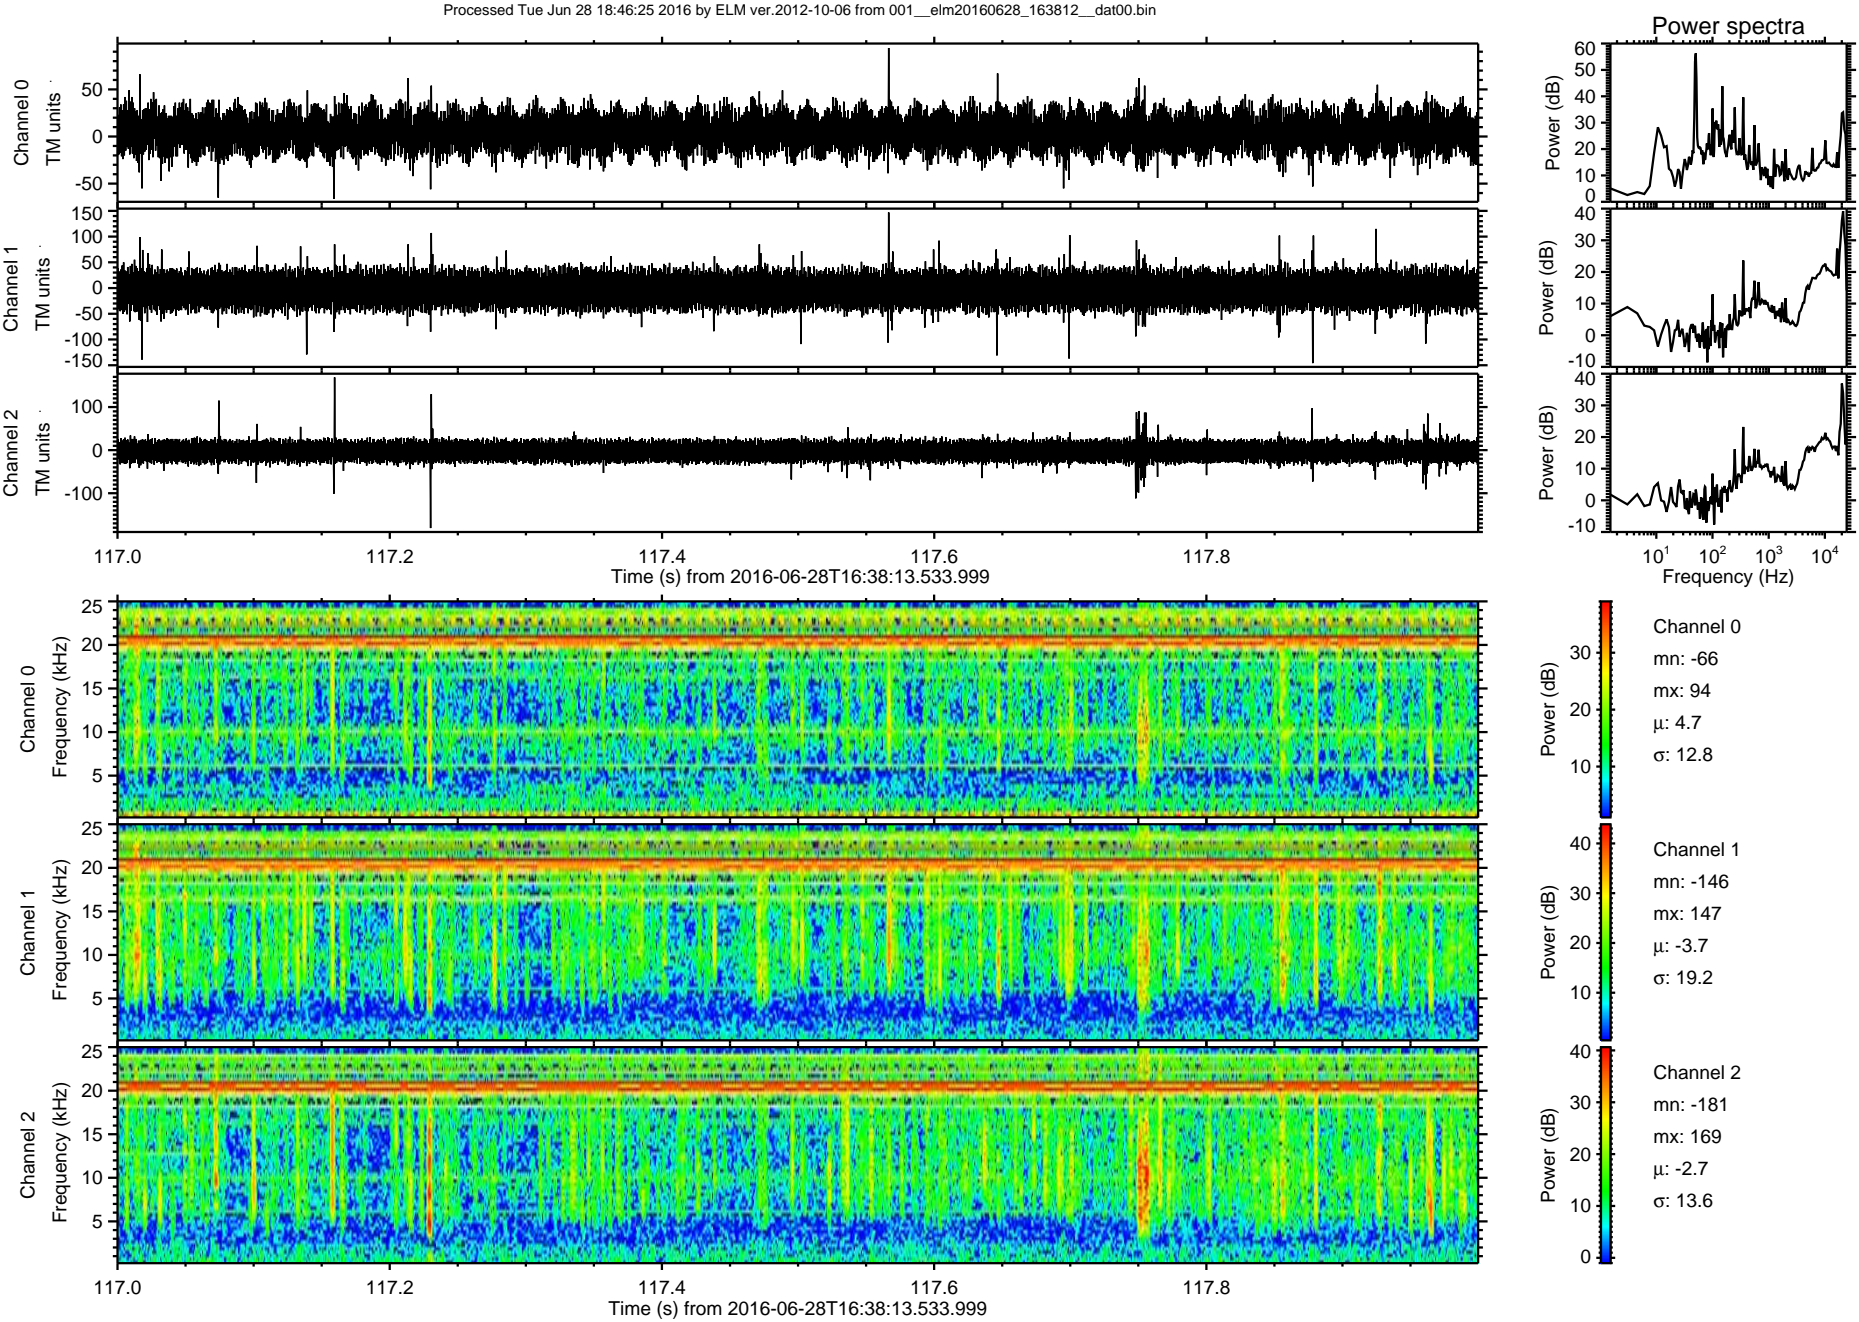 Processed Tue Jun 28 18:46:25 2016 by ELM ver.2012-10-06 from 001__elm20160628_163812__dat00.bin
Power spectra
Channel 0
TM units
50
0
-50
Power (dB)
60
50
40
30
20
10
0
Channel 1
TM units
150
100
50
0
-50
-100
-150
Power (dB)
40
30
20
10
0
-10
Channel 2
TM units
100
0
-100
Power (dB)
40
30
20
10
0
-10
117.0 117.2 117.4 117.6 117.8
Time (s) from 2016-06-28T16:38:13.533.999
10^1 10^2 10^3 10^4
Frequency (Hz)
Channel 0
Frequency (kHz)
25
20
15
10
5
Power (dB)
30
20
10
Channel 0
mn: -66
mx: 94
µ: 4.7
σ: 12.8
Channel 1
Frequency (kHz)
25
20
15
10
5
Power (dB)
40
30
20
10
Channel 1
mn: -146
mx: 147
µ: -3.7
σ: 19.2
Channel 2
Frequency (kHz)
25
20
15
10
5
Power (dB)
40
30
20
10
0
Channel 2
mn: -181
mx: 169
µ: -2.7
σ: 13.6
117.0 117.2 117.4 117.6 117.8
Time (s) from 2016-06-28T16:38:13.533.999